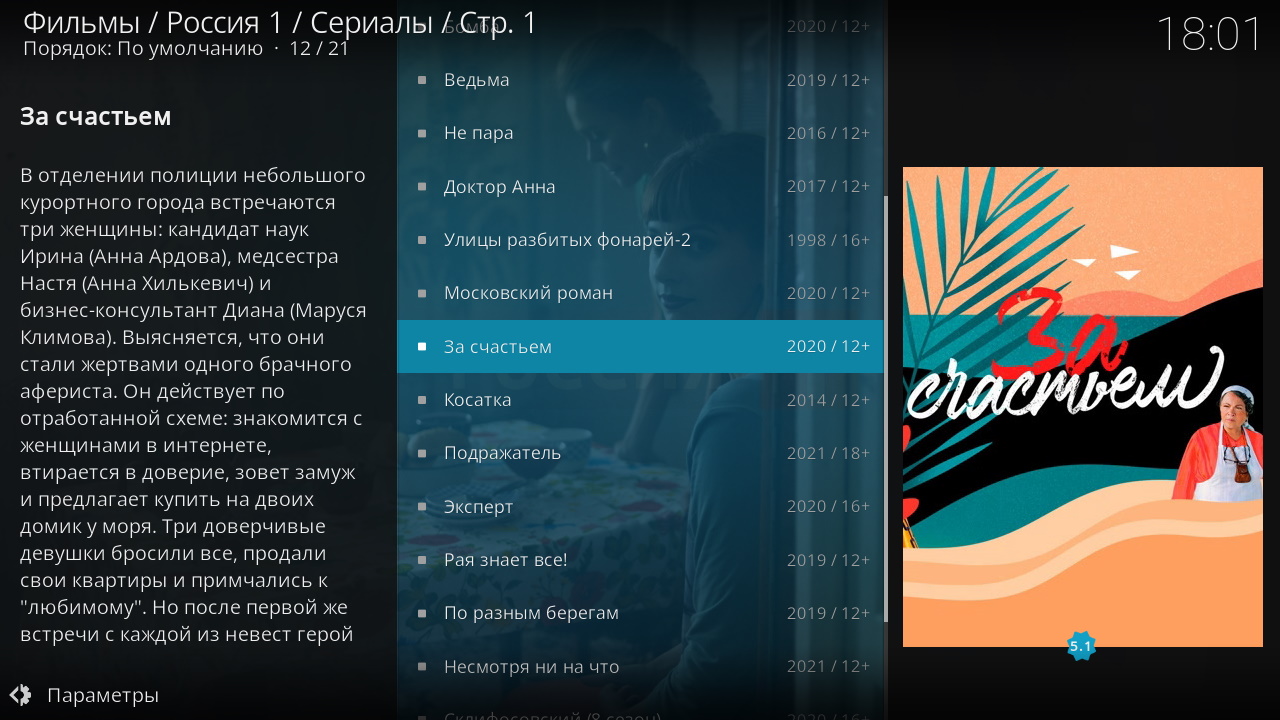 Фильмы / Россия 1 / Сериалы / Стр. 1
Порядок: По умолчанию · 12 / 21
18:01
За счастьем
В отделении полиции небольшого
курортного города встречаются
три женщины: кандидат наук
Ирина (Анна Ардова), медсестра
Настя (Анна Хилькевич) и
бизнес-консультант Диана (Маруся
Климова). Выясняется, что они
стали жертвами одного брачного
афериста. Он действует по
отработанной схеме: знакомится с
женщинами в интернете,
втирается в доверие, зовет замуж
и предлагает купить на двоих
домик у моря. Три доверчивые
девушки бросили все, продали
свои квартиры и примчались к
"любимому". Но после первой же
встречи с каждой из невест герой
Параметры
Бомба 2020 / 12+
Ведьма 2019 / 12+
Не пара 2016 / 12+
Доктор Анна 2017 / 12+
Улицы разбитых фонарей-2 1998 / 16+
Московский роман 2020 / 12+
За счастьем 2020 / 12+
Косатка 2014 / 12+
Подражатель 2021 / 18+
Эксперт 2020 / 16+
Рая знает все! 2019 / 12+
По разным берегам 2019 / 12+
Несмотря ни на что 2021 / 12+
Склифосовский (8 сезон) 2020 / 16+
За
счастьем
5.1